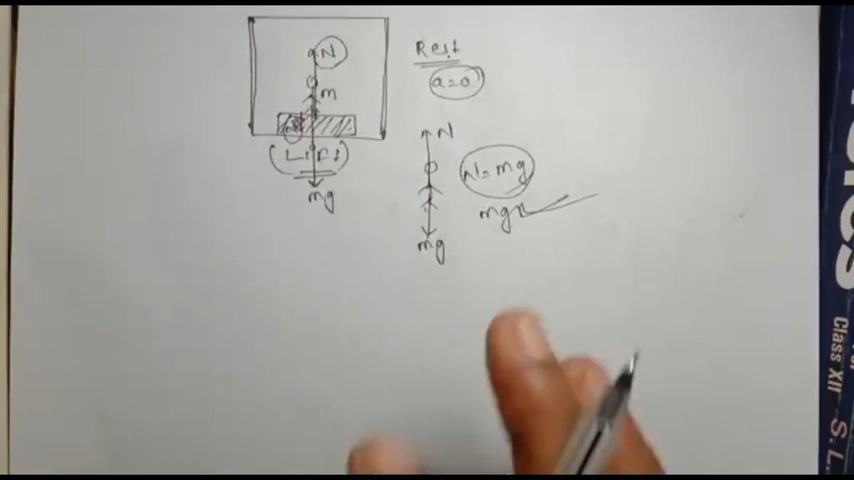 N
m
(Lift)
mg
Rest
a=0
N
mg
N=mg
mg
Class XII
S. L.